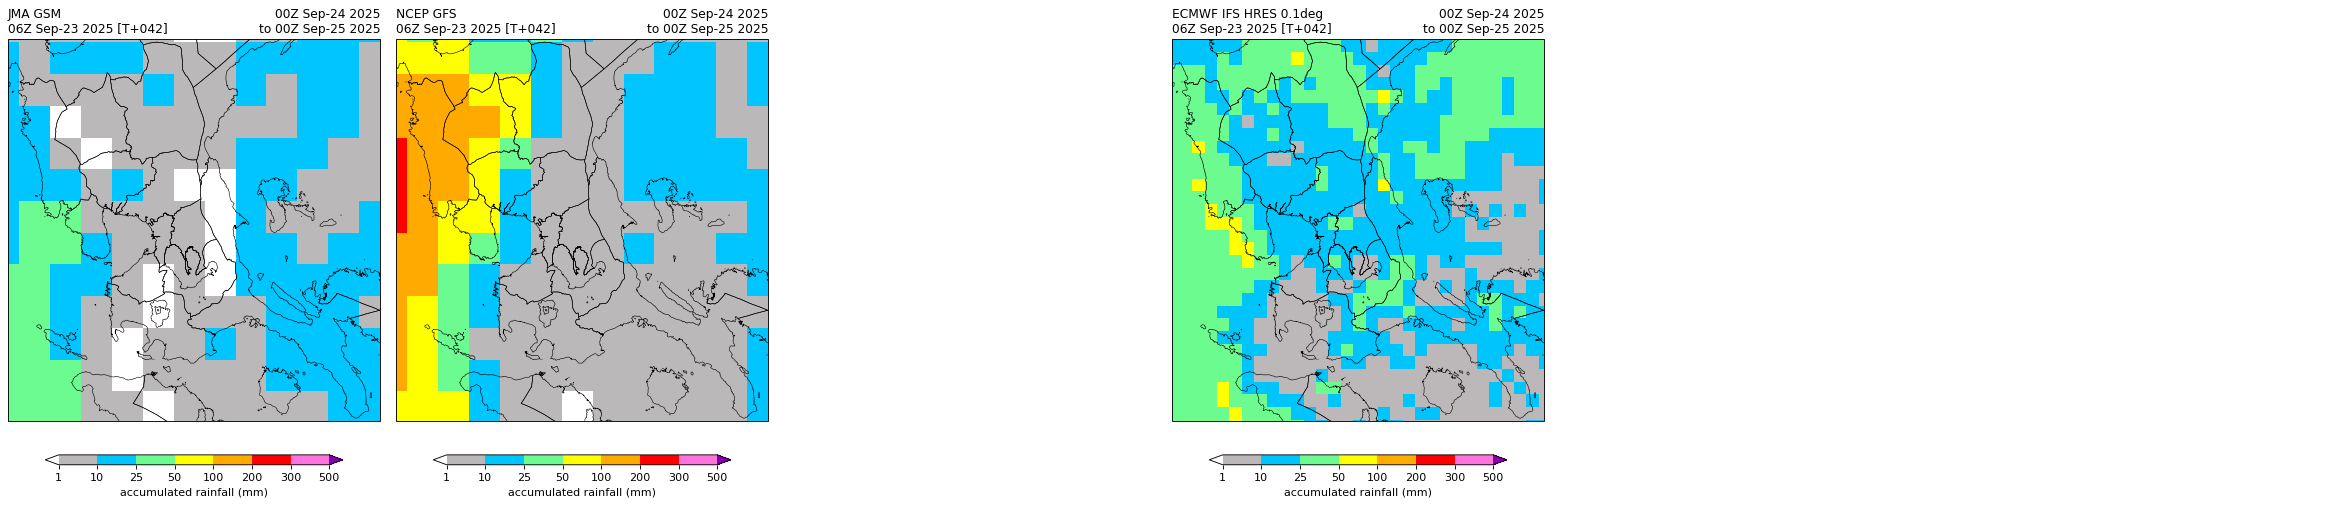 JMA GSM 00Z Sep-24 2025
06Z Sep-23 2025 [T+042] to 00Z Sep-25 2025
1 10 25 50 100 200 300 500
accumulated rainfall (mm)
NCEP GFS 00Z Sep-24 2025
06Z Sep-23 2025 [T+042] to 00Z Sep-25 2025
1 10 25 50 100 200 300 500
accumulated rainfall (mm)
ECMWF IFS HRES 0.1deg 00Z Sep-24 2025
06Z Sep-23 2025 [T+042] to 00Z Sep-25 2025
1 10 25 50 100 200 300 500
accumulated rainfall (mm)